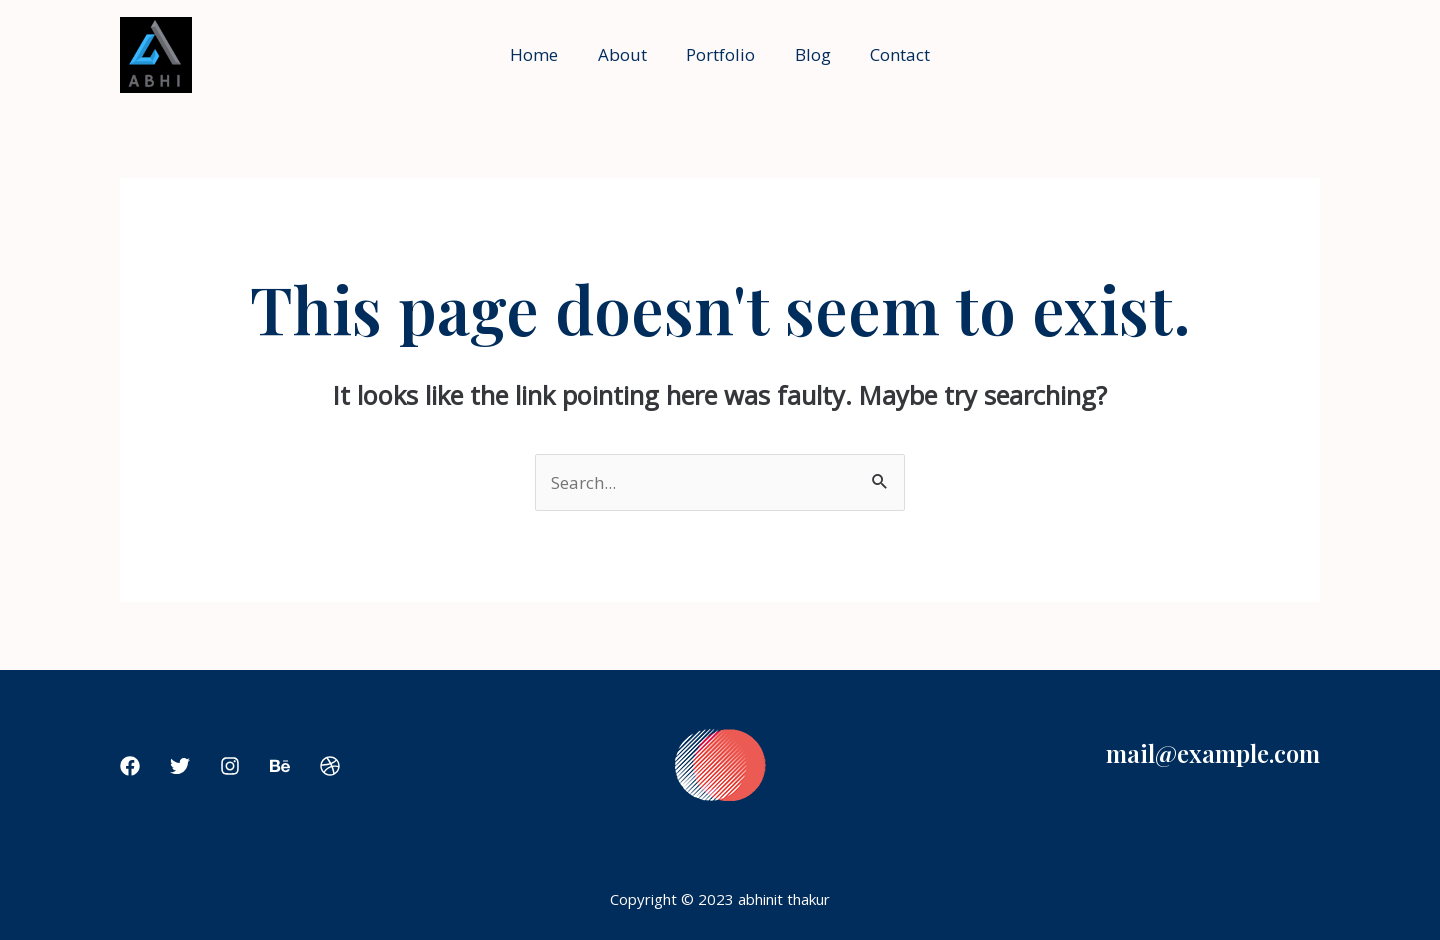 ABHI
Home About Portfolio Blog Contact
This page doesn't seem to exist.
It looks like the link pointing here was faulty. Maybe try searching?
Search...
Bē
mail@example.com
Copyright © 2023 abhinit thakur